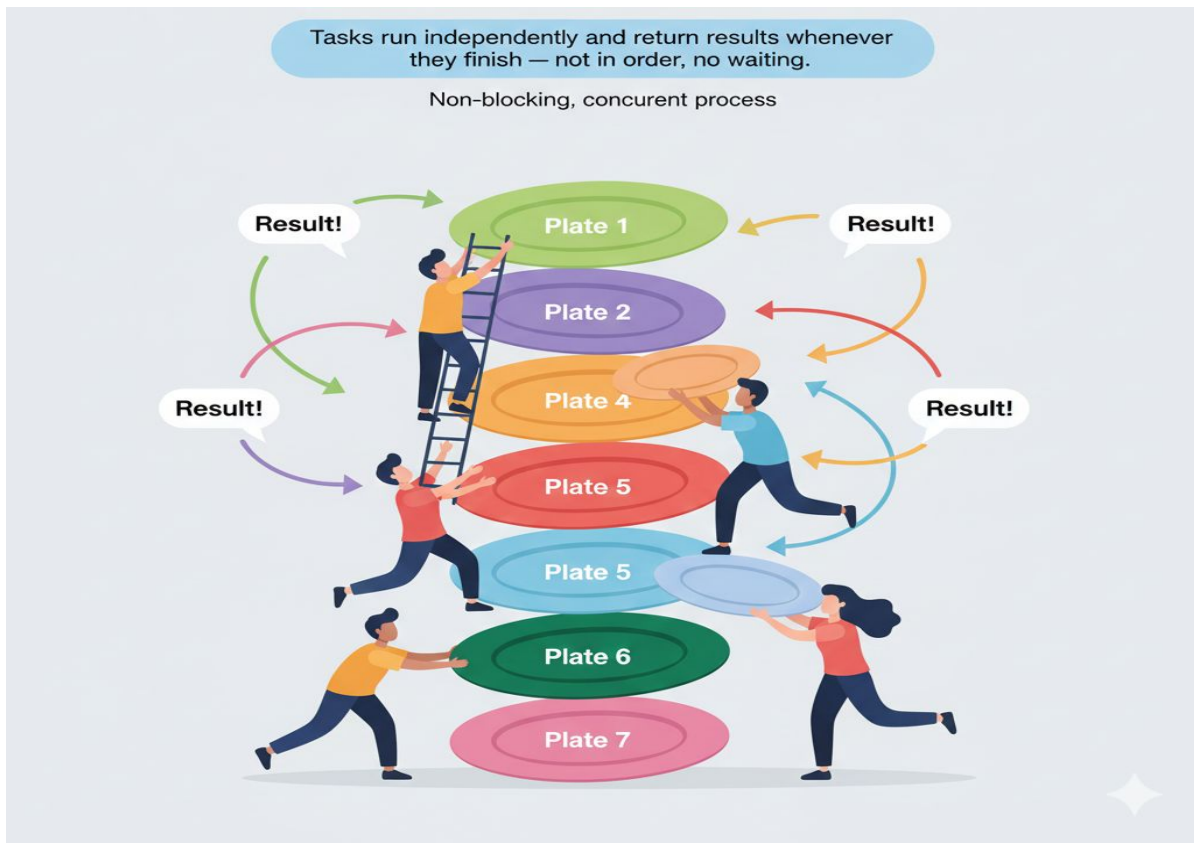 Tasks run independently and return results whenever
they finish — not in order, no waiting.
Non-blocking, concurent process
Result!
Plate 1
Result!
Plate 2
Result!
Plate 4
Result!
Plate 5
Plate 5
Plate 6
Plate 7